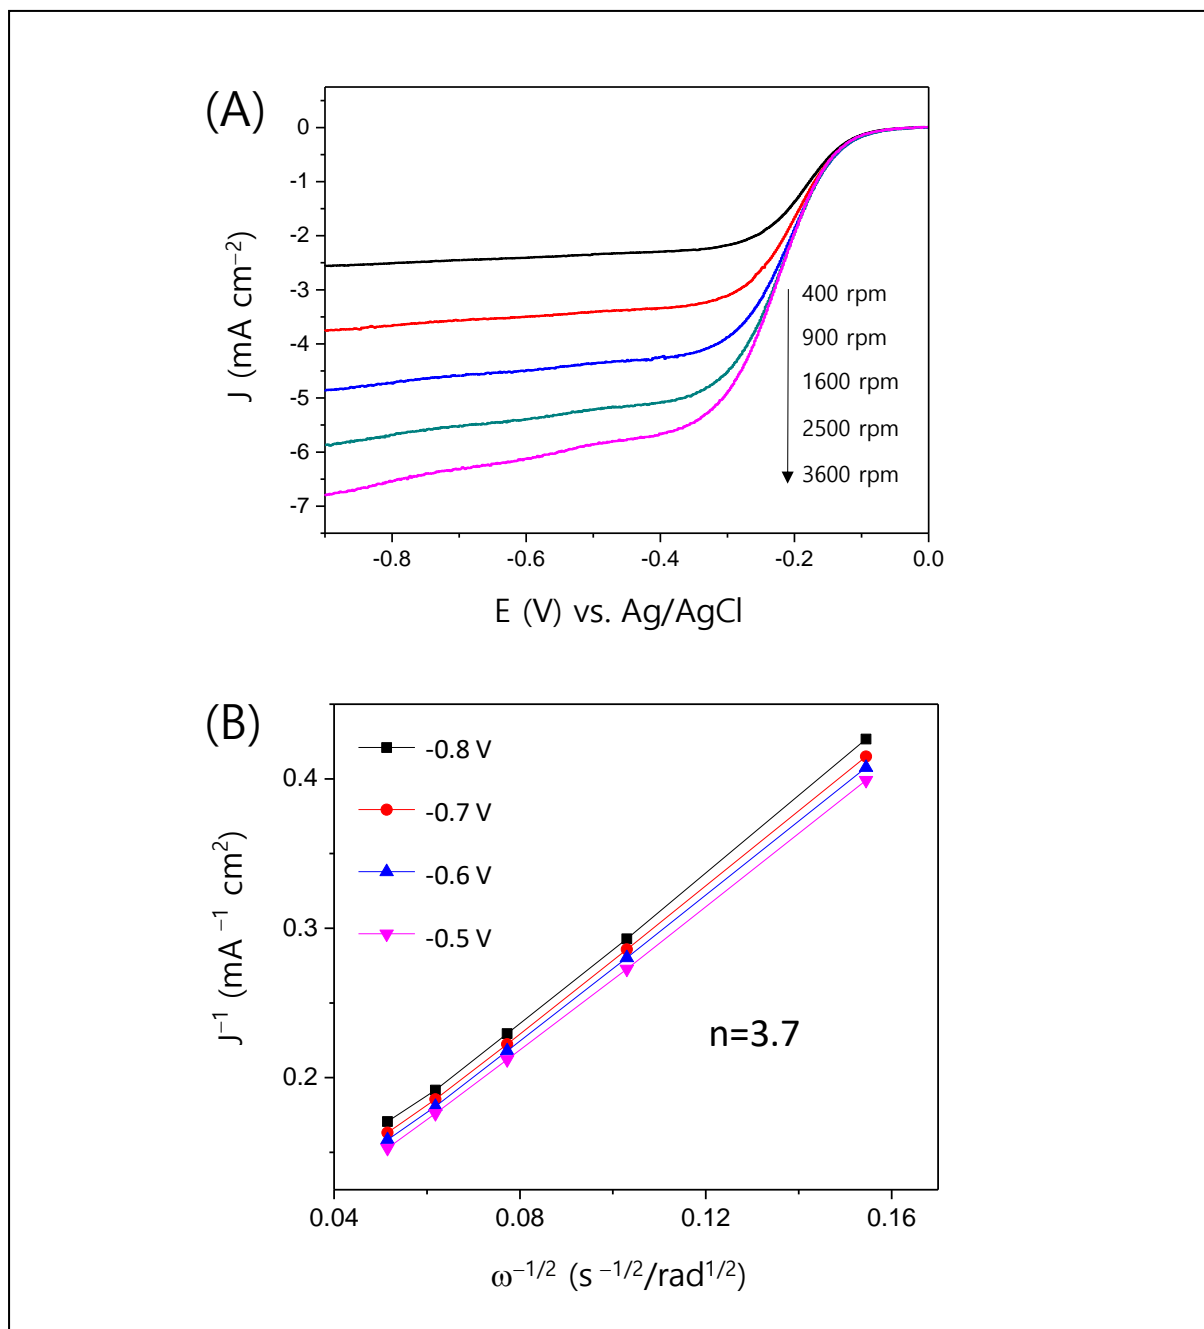 (A)
0
-1
-2
-3
-4
-5
-6
-7
J (mA cm⁻²)
400 rpm
900 rpm
1600 rpm
2500 rpm
3600 rpm
-0.8 -0.6 -0.4 -0.2 0.0
E (V) vs. Ag/AgCl
(B)
-0.8 V
-0.7 V
-0.6 V
-0.5 V
0.4
0.3
0.2
J⁻¹ (mA ⁻¹ cm²)
n=3.7
0.04 0.08 0.12 0.16
ω⁻¹/² (s ⁻¹/²/rad¹/²)